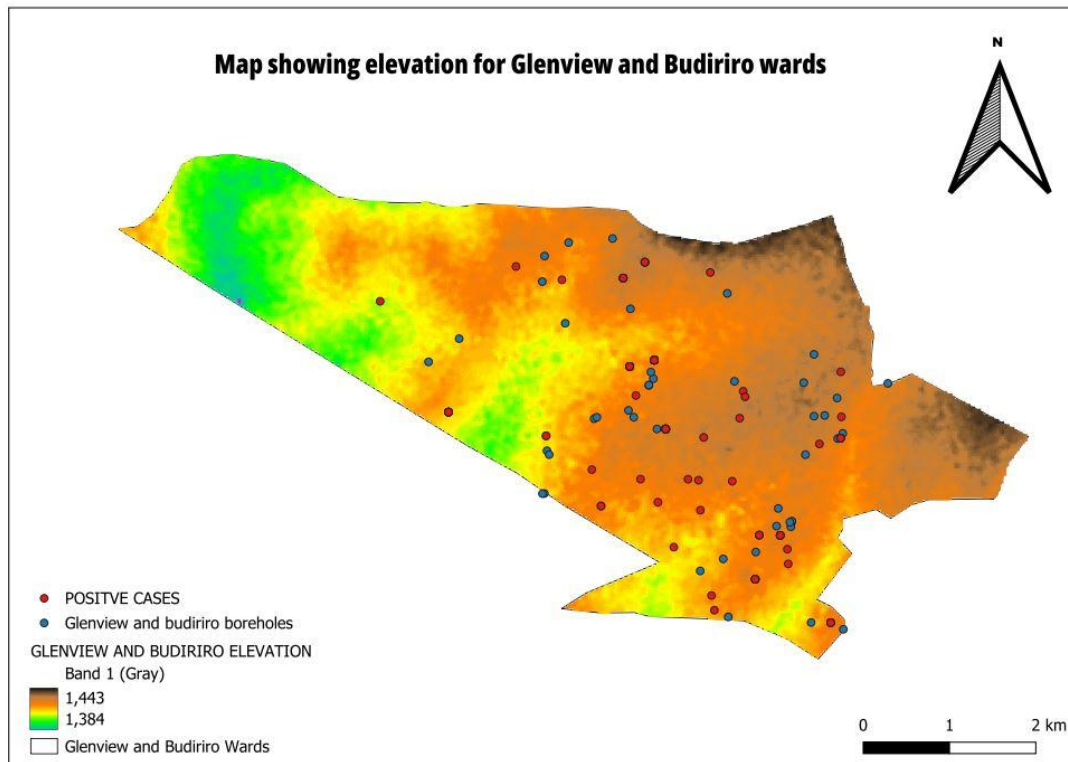 Map showing elevation for Glenview and Budiriro wards
N
POSITVE CASES
Glenview and budiriro boreholes
GLENVIEW AND BUDIRIRO ELEVATION
Band 1 (Gray)
1,443
1,384
Glenview and Budiriro Wards
0 1 2 km